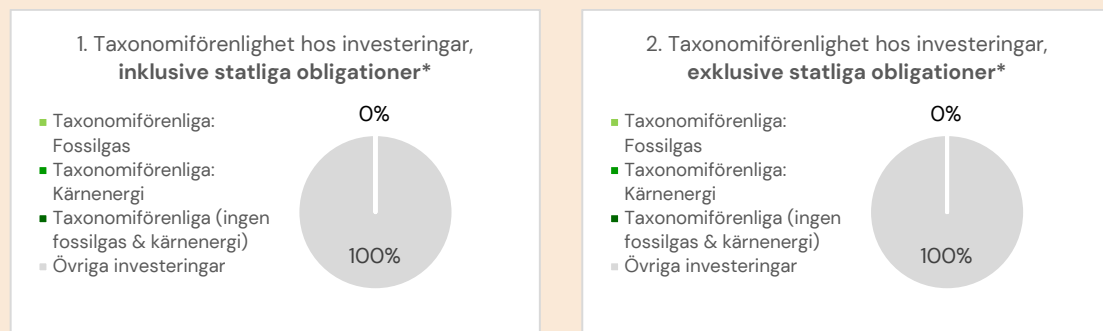 1. Taxonomiförenlighet hos investeringar,
inklusive statliga obligationer*
Taxonomiförenliga:
Fossilgas
Taxonomiförenliga:
Kärnenergi
Taxonomiförenliga (ingen
fossilgas & kärnenergi)
Övriga investeringar
0%
100%
2. Taxonomiförenlighet hos investeringar,
exklusive statliga obligationer*
Taxonomiförenliga:
Fossilgas
Taxonomiförenliga:
Kärnenergi
Taxonomiförenliga (ingen
fossilgas & kärnenergi)
Övriga investeringar
0%
100%